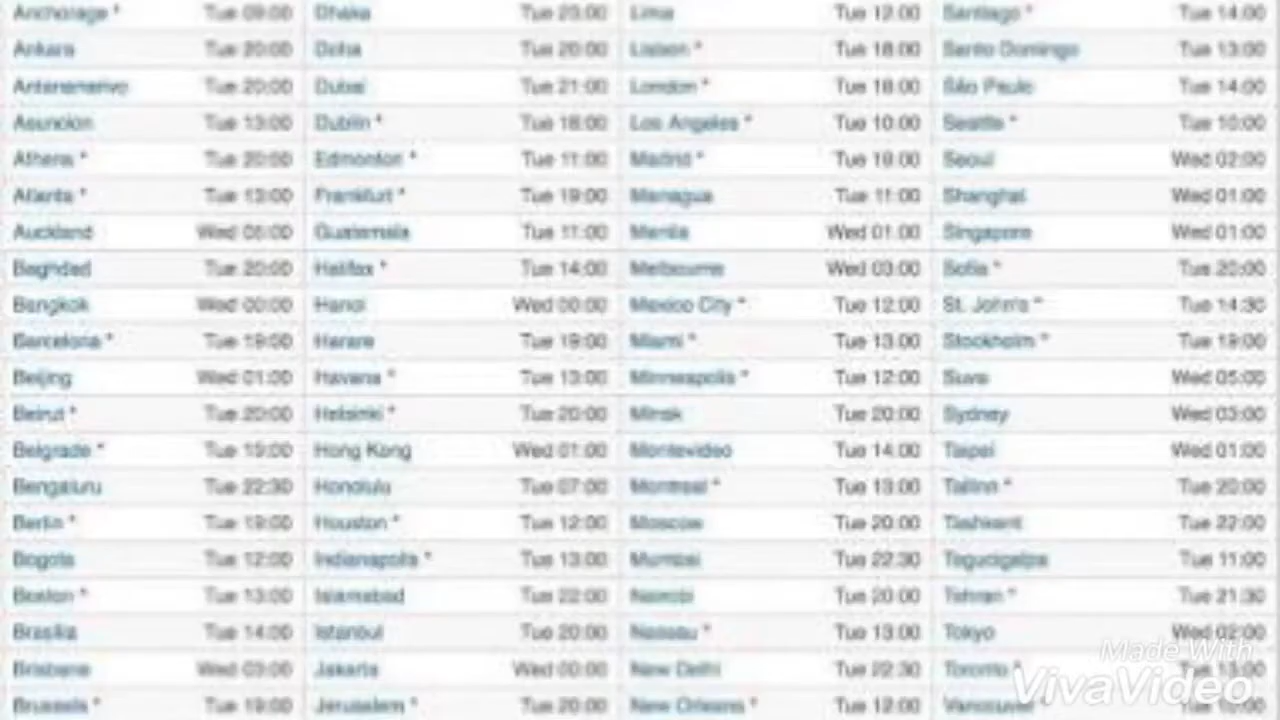 Anchorage * Tue 09:00 Dhaka Tue 23:00 Lima Tue 12:00 Santiago * Tue 14:00
Ankara Tue 20:00 Doha Tue 20:00 Lisbon * Tue 18:00 Santo Domingo Tue 13:00
Antananarivo Tue 20:00 Dubai Tue 21:00 London * Tue 18:00 São Paulo Tue 14:00
Asuncion Tue 13:00 Dublin * Tue 18:00 Los Angeles * Tue 10:00 Seattle * Tue 10:00
Athens * Tue 20:00 Edmonton * Tue 11:00 Madrid * Tue 19:00 Seoul Wed 02:00
Atlanta * Tue 13:00 Frankfurt * Tue 19:00 Managua Tue 11:00 Shanghai Wed 01:00
Auckland Wed 05:00 Guatemala Tue 11:00 Manila Wed 01:00 Singapore Wed 01:00
Baghdad Tue 20:00 Halifax * Tue 14:00 Melbourne Wed 03:00 Sofia * Tue 20:00
Bangkok Wed 00:00 Hanoi Wed 00:00 Mexico City * Tue 12:00 St. John's * Tue 14:30
Barcelona * Tue 19:00 Harare Tue 19:00 Miami * Tue 13:00 Stockholm * Tue 19:00
Beijing Wed 01:00 Havana * Tue 13:00 Minneapolis * Tue 12:00 Suva Wed 05:00
Beirut * Tue 20:00 Helsinki * Tue 20:00 Minsk Tue 20:00 Sydney Wed 03:00
Belgrade * Tue 19:00 Hong Kong Wed 01:00 Montevideo Tue 14:00 Taipei Wed 01:00
Bengaluru Tue 22:30 Honolulu Tue 07:00 Montreal * Tue 13:00 Tallinn * Tue 20:00
Berlin * Tue 19:00 Houston * Tue 12:00 Moscow Tue 20:00 Tashkent Tue 22:00
Bogota Tue 12:00 Indianapolis * Tue 13:00 Mumbai Tue 22:30 Tegucigalpa Tue 11:00
Boston * Tue 13:00 Islamabad Tue 22:00 Nairobi Tue 20:00 Tehran * Tue 21:30
Brasilia Tue 14:00 Istanbul Tue 20:00 Nassau * Tue 13:00 Tokyo Wed 02:00
Brisbane Wed 03:00 Jakarta Wed 00:00 New Delhi Tue 22:30 Toronto * Tue 13:00
Brussels * Tue 19:00 Jerusalem * Tue 20:00 New Orleans * Tue 12:00 Vancouver Tue 10:00
Made With
VivaVideo